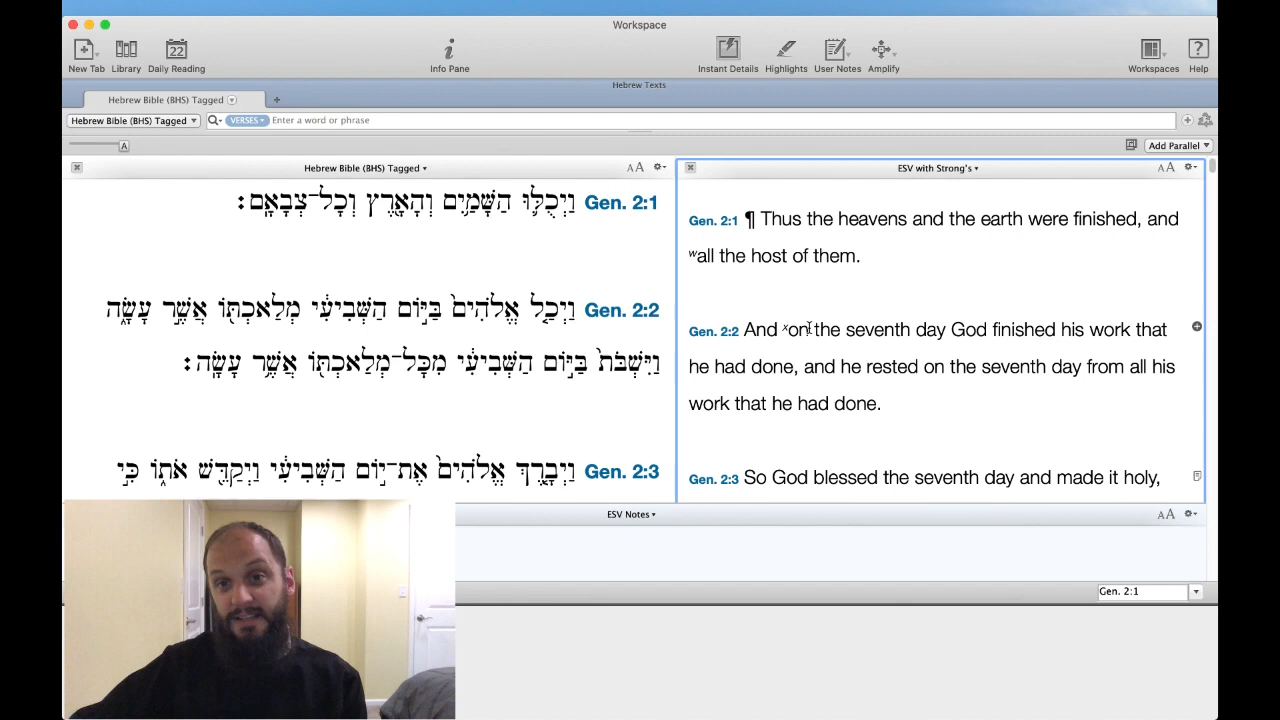 Workspace
New Tab Library Daily Reading Info Pane Instant Details Highlights User Notes Amplify Workspaces Help
22
Hebrew Texts
Hebrew Bible (BHS) Tagged
Hebrew Bible (BHS) Tagged VERSES Enter a word or phrase
A Add Parallel
Hebrew Bible (BHS) Tagged AA
Gen. 2:1 וַיְכֻלּ֛וּ הַשָּׁמַ֥יִם וְהָאָ֖רֶץ וְכָל־צְבָאָֽם׃
Gen. 2:2 וַיְכַ֤ל אֱלֹהִים֙ בַּיּ֣וֹם הַשְּׁבִיעִ֔י מְלַאכְתּ֖וֹ אֲשֶׁ֣ר עָשָׂ֑ה
וַיִּשְׁבֹּת֙ בַּיּ֣וֹם הַשְּׁבִיעִ֔י מִכָּל־מְלַאכְתּ֖וֹ אֲשֶׁ֥ר עָשָֽׂה׃
Gen. 2:3 וַיְבָ֤רֶךְ אֱלֹהִים֙ אֶת־י֣וֹם הַשְּׁבִיעִ֔י וַיְקַדֵּ֖שׁ אֹת֑וֹ כִּ֣י
ESV with Strong's AA
Gen. 2:1 ¶ Thus the heavens and the earth were finished, and
w all the host of them.
Gen. 2:2 And x on the seventh day God finished his work that
he had done, and he rested on the seventh day from all his
work that he had done.
Gen. 2:3 So God blessed the seventh day and made it holy,
ESV Notes AA
Gen. 2:1